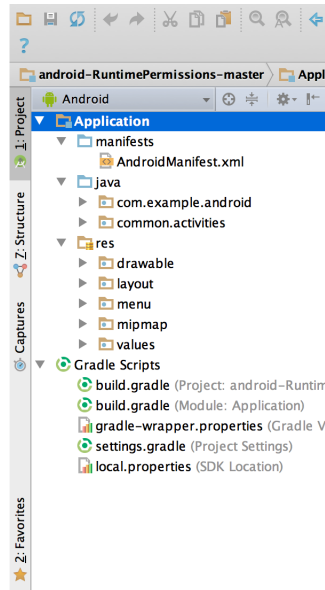 ?
android-RuntimePermissions-master
Appl
1: Project
Android
Application
manifests
AndroidManifest.xml
java
com.example.android
common.activities
res
drawable
layout
menu
mipmap
values
Gradle Scripts
build.gradle (Project: android-Runtim
build.gradle (Module: Application)
gradle-wrapper.properties (Gradle V
settings.gradle (Project Settings)
local.properties (SDK Location)
Z: Structure
Captures
2: Favorites